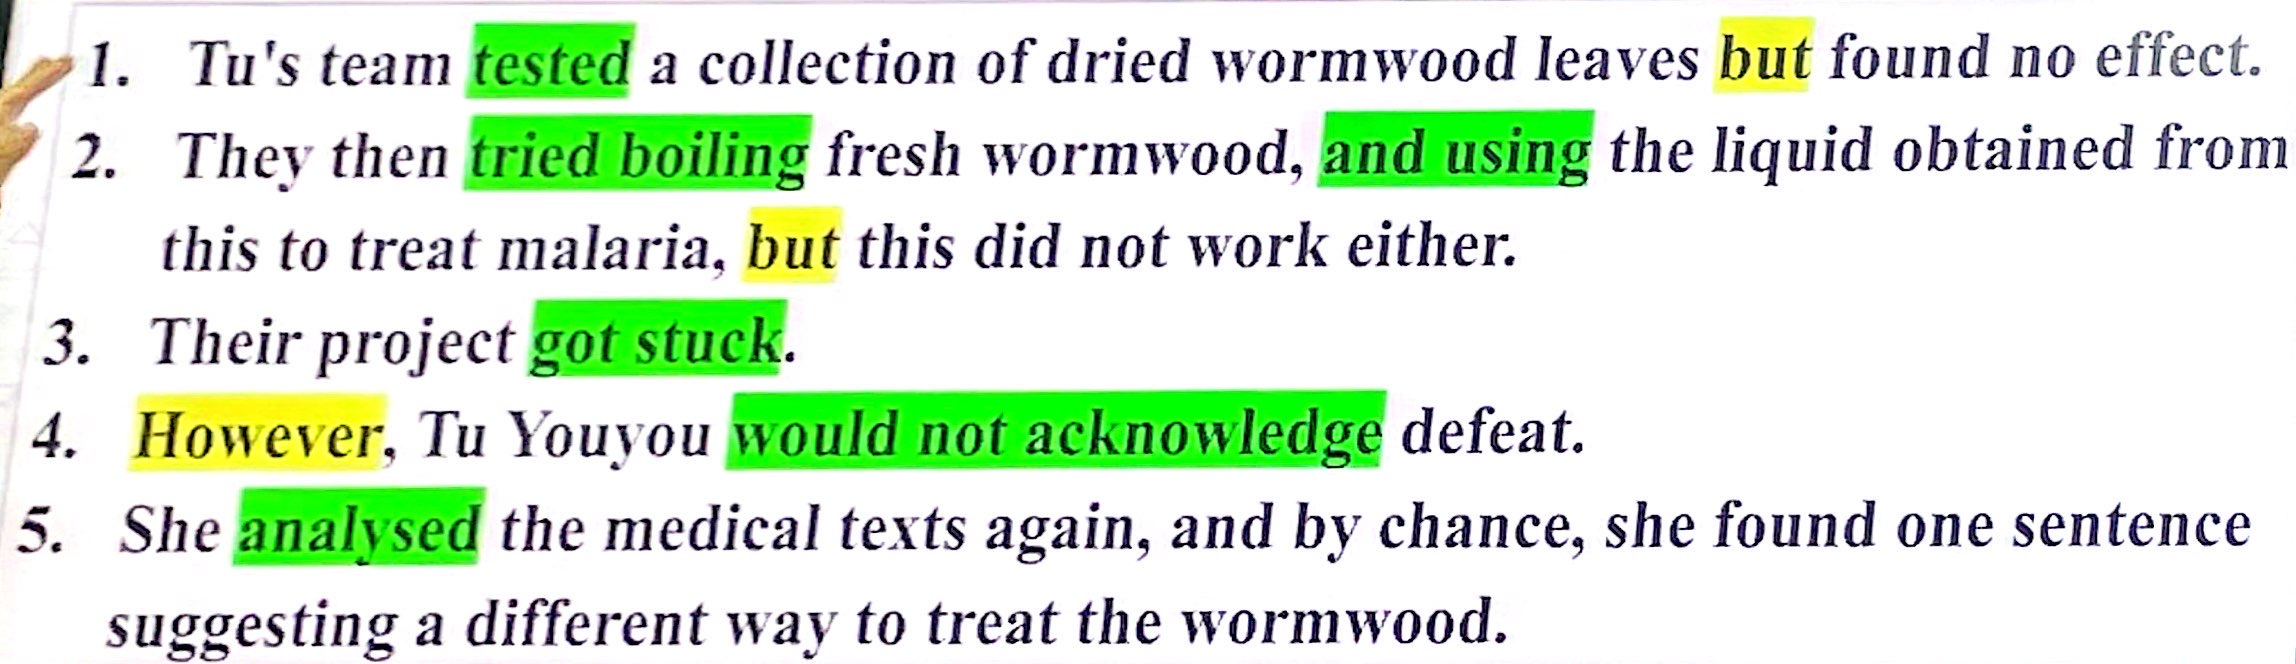 1. Tu's team tested a collection of dried wormwood leaves but found no effect.
2. They then tried boiling fresh wormwood, and using the liquid obtained from
this to treat malaria, but this did not work either.
3. Their project got stuck.
4. However, Tu Youyou would not acknowledge defeat.
5. She analysed the medical texts again, and by chance, she found one sentence
suggesting a different way to treat the wormwood.